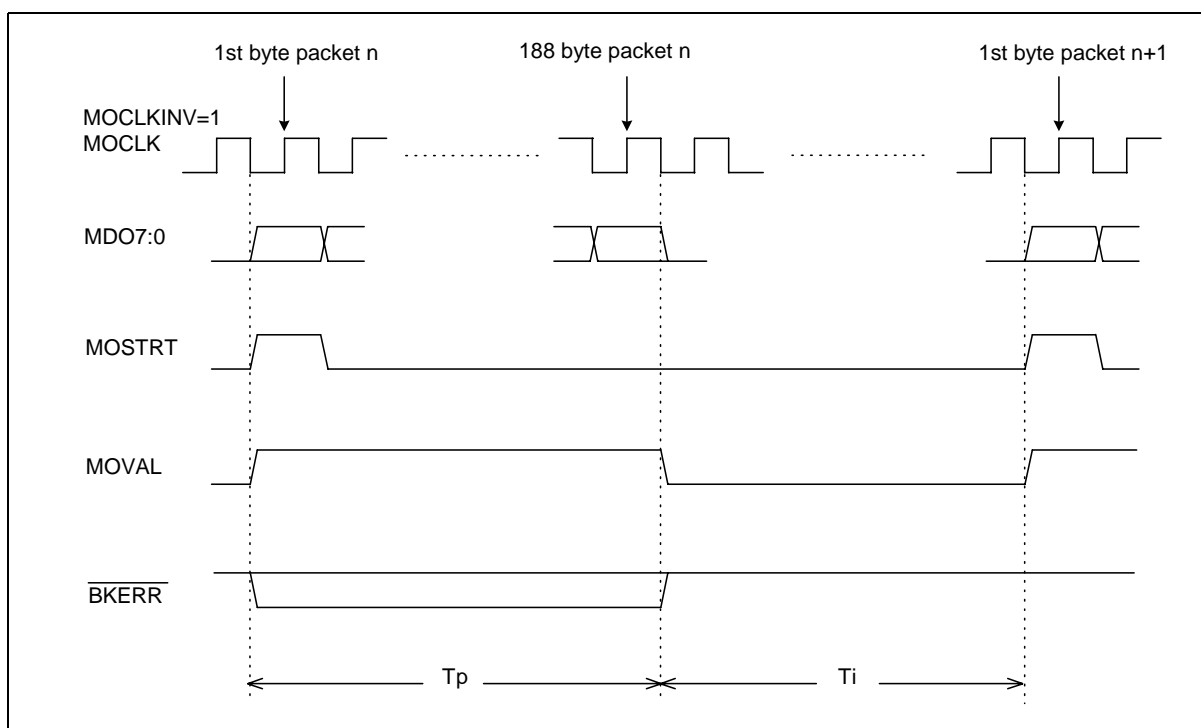 1st byte packet n
188 byte packet n
1st byte packet n+1
MOCLKINV=1
MOCLK
MDO7:0
MOSTRT
MOVAL
BKERR
Tp
Ti